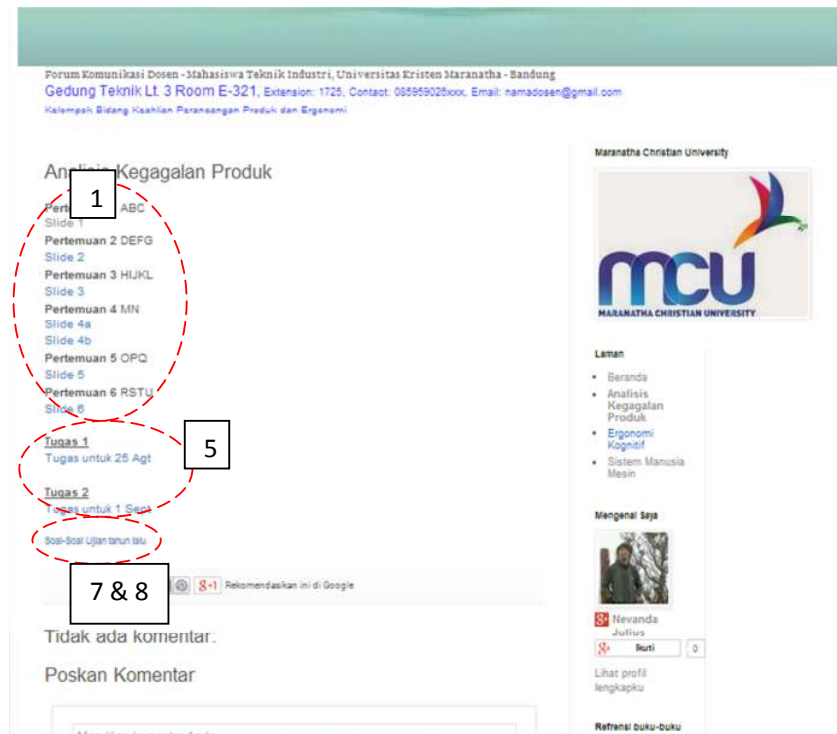 Forum Komunikasi Dosen - Mahasiswa Teknik Industri, Universitas Kristen Maranatha - Bandung
Gedung Teknik Lt. 3 Room E-321, Extension: 1725, Contact: 085959026xxx, Email: namadosen@gmail.com
Kelompok Bidang Keahlian Perancangan Produk dan Ergonomi
Analisis Kegagalan Produk
1
ABC
Slide 1
Pertemuan 2 DEFG
Slide 2
Pertemuan 3 HIJKL
Slide 3
Pertemuan 4 MN
Slide 4a
Slide 4b
Pertemuan 5 OPQ
Slide 5
Pertemuan 6 RSTU
Slide 6
Tugas 1
Tugas untuk 25 Agt
5
Tugas 2
Tugas untuk 1 Sept
Soal-Soal Ujian tahun lalu
7 & 8
g+1 Rekomendasikan ini di Google
Tidak ada komentar:
Poskan Komentar
Maranatha Christian University
mcu
MARANATHA CHRISTIAN UNIVERSITY
Laman
Beranda
Analisis
Kegagalan
Produk
Ergonomi
Kognitif
Sistem Manusia
Mesin
Mengenai Saya
g+ Nevanda
Julius
g+ Ikuti 0
Lihat profil
lengkapku
Refrensi buku-buku